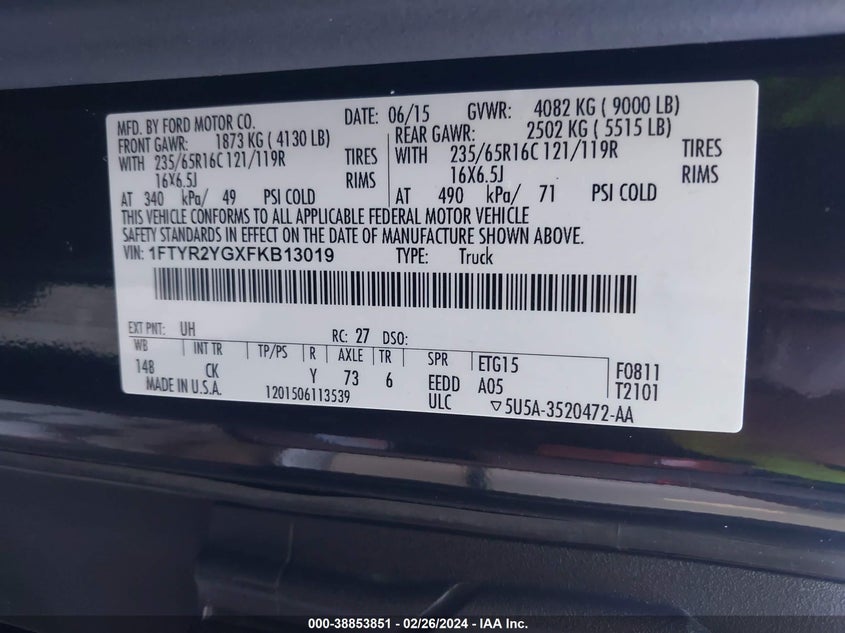 MFD. BY FORD MOTOR CO. DATE: 06/15 GVWR: 4082 KG ( 9000 LB)
FRONT GAWR: 1873 KG ( 4130 LB) REAR GAWR: 2502 KG ( 5515 LB)
WITH 235/65R16C 121/119R TIRES WITH 235/65R16C 121/119R TIRES
16X6.5J RIMS 16X6.5J RIMS
AT 340 kPa/ 49 PSI COLD AT 490 kPa/ 71 PSI COLD
THIS VEHICLE CONFORMS TO ALL APPLICABLE FEDERAL MOTOR VEHICLE
SAFETY STANDARDS IN EFFECT ON THE DATE OF MANUFACTURE SHOWN ABOVE.
VIN: 1FTYR2YGXFKB13019 TYPE: Truck
EXT PNT: UH RC: 27 DSO:
WB INT TR TP/PS R AXLE TR SPR ETG15 F0811
148 CK Y 73 6 EEDD A05 T2101
MADE IN U.S.A. 1201506113539 ULC ▽5U5A-3520472-AA
000-38853851 | 02/26/2024 – IAA Inc.